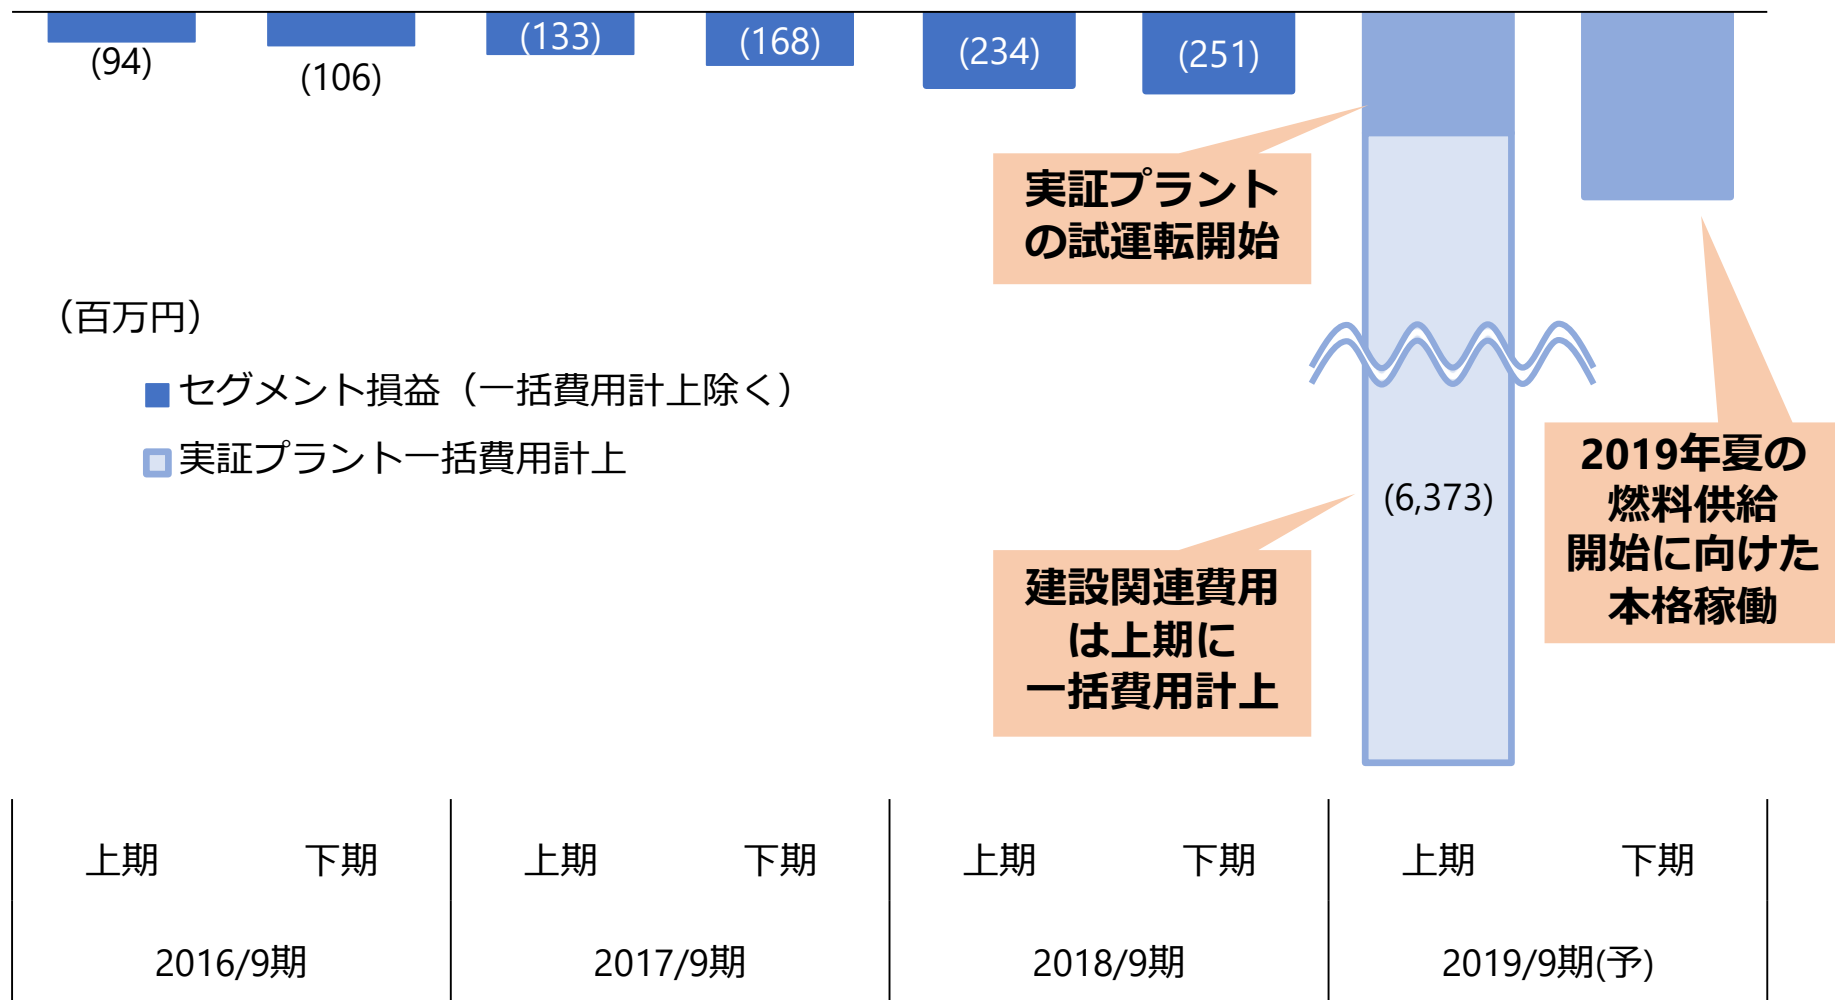 (94)
(106)
(133)
(168)
(234)
(251)
実証プラント
の試運転開始
（百万円）
セグメント損益（一括費用計上除く）
実証プラント一括費用計上
(6,373)
建設関連費用
は上期に
一括費用計上
2019年夏の
燃料供給
開始に向けた
本格稼働
上期 下期 上期 下期 上期 下期 上期 下期
2016/9期 2017/9期 2018/9期 2019/9期(予)